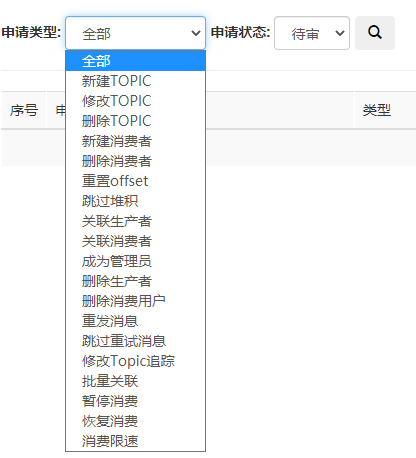 申请类型: 全部 申请状态: 待审
全部
新建TOPIC
序号 申 类型
修改TOPIC
删除TOPIC
新建消费者
删除消费者
重置offset
跳过堆积
关联生产者
关联消费者
成为管理员
删除生产者
删除消费用户
重发消息
跳过重试消息
修改Topic追踪
批量关联
暂停消费
恢复消费
消费限速